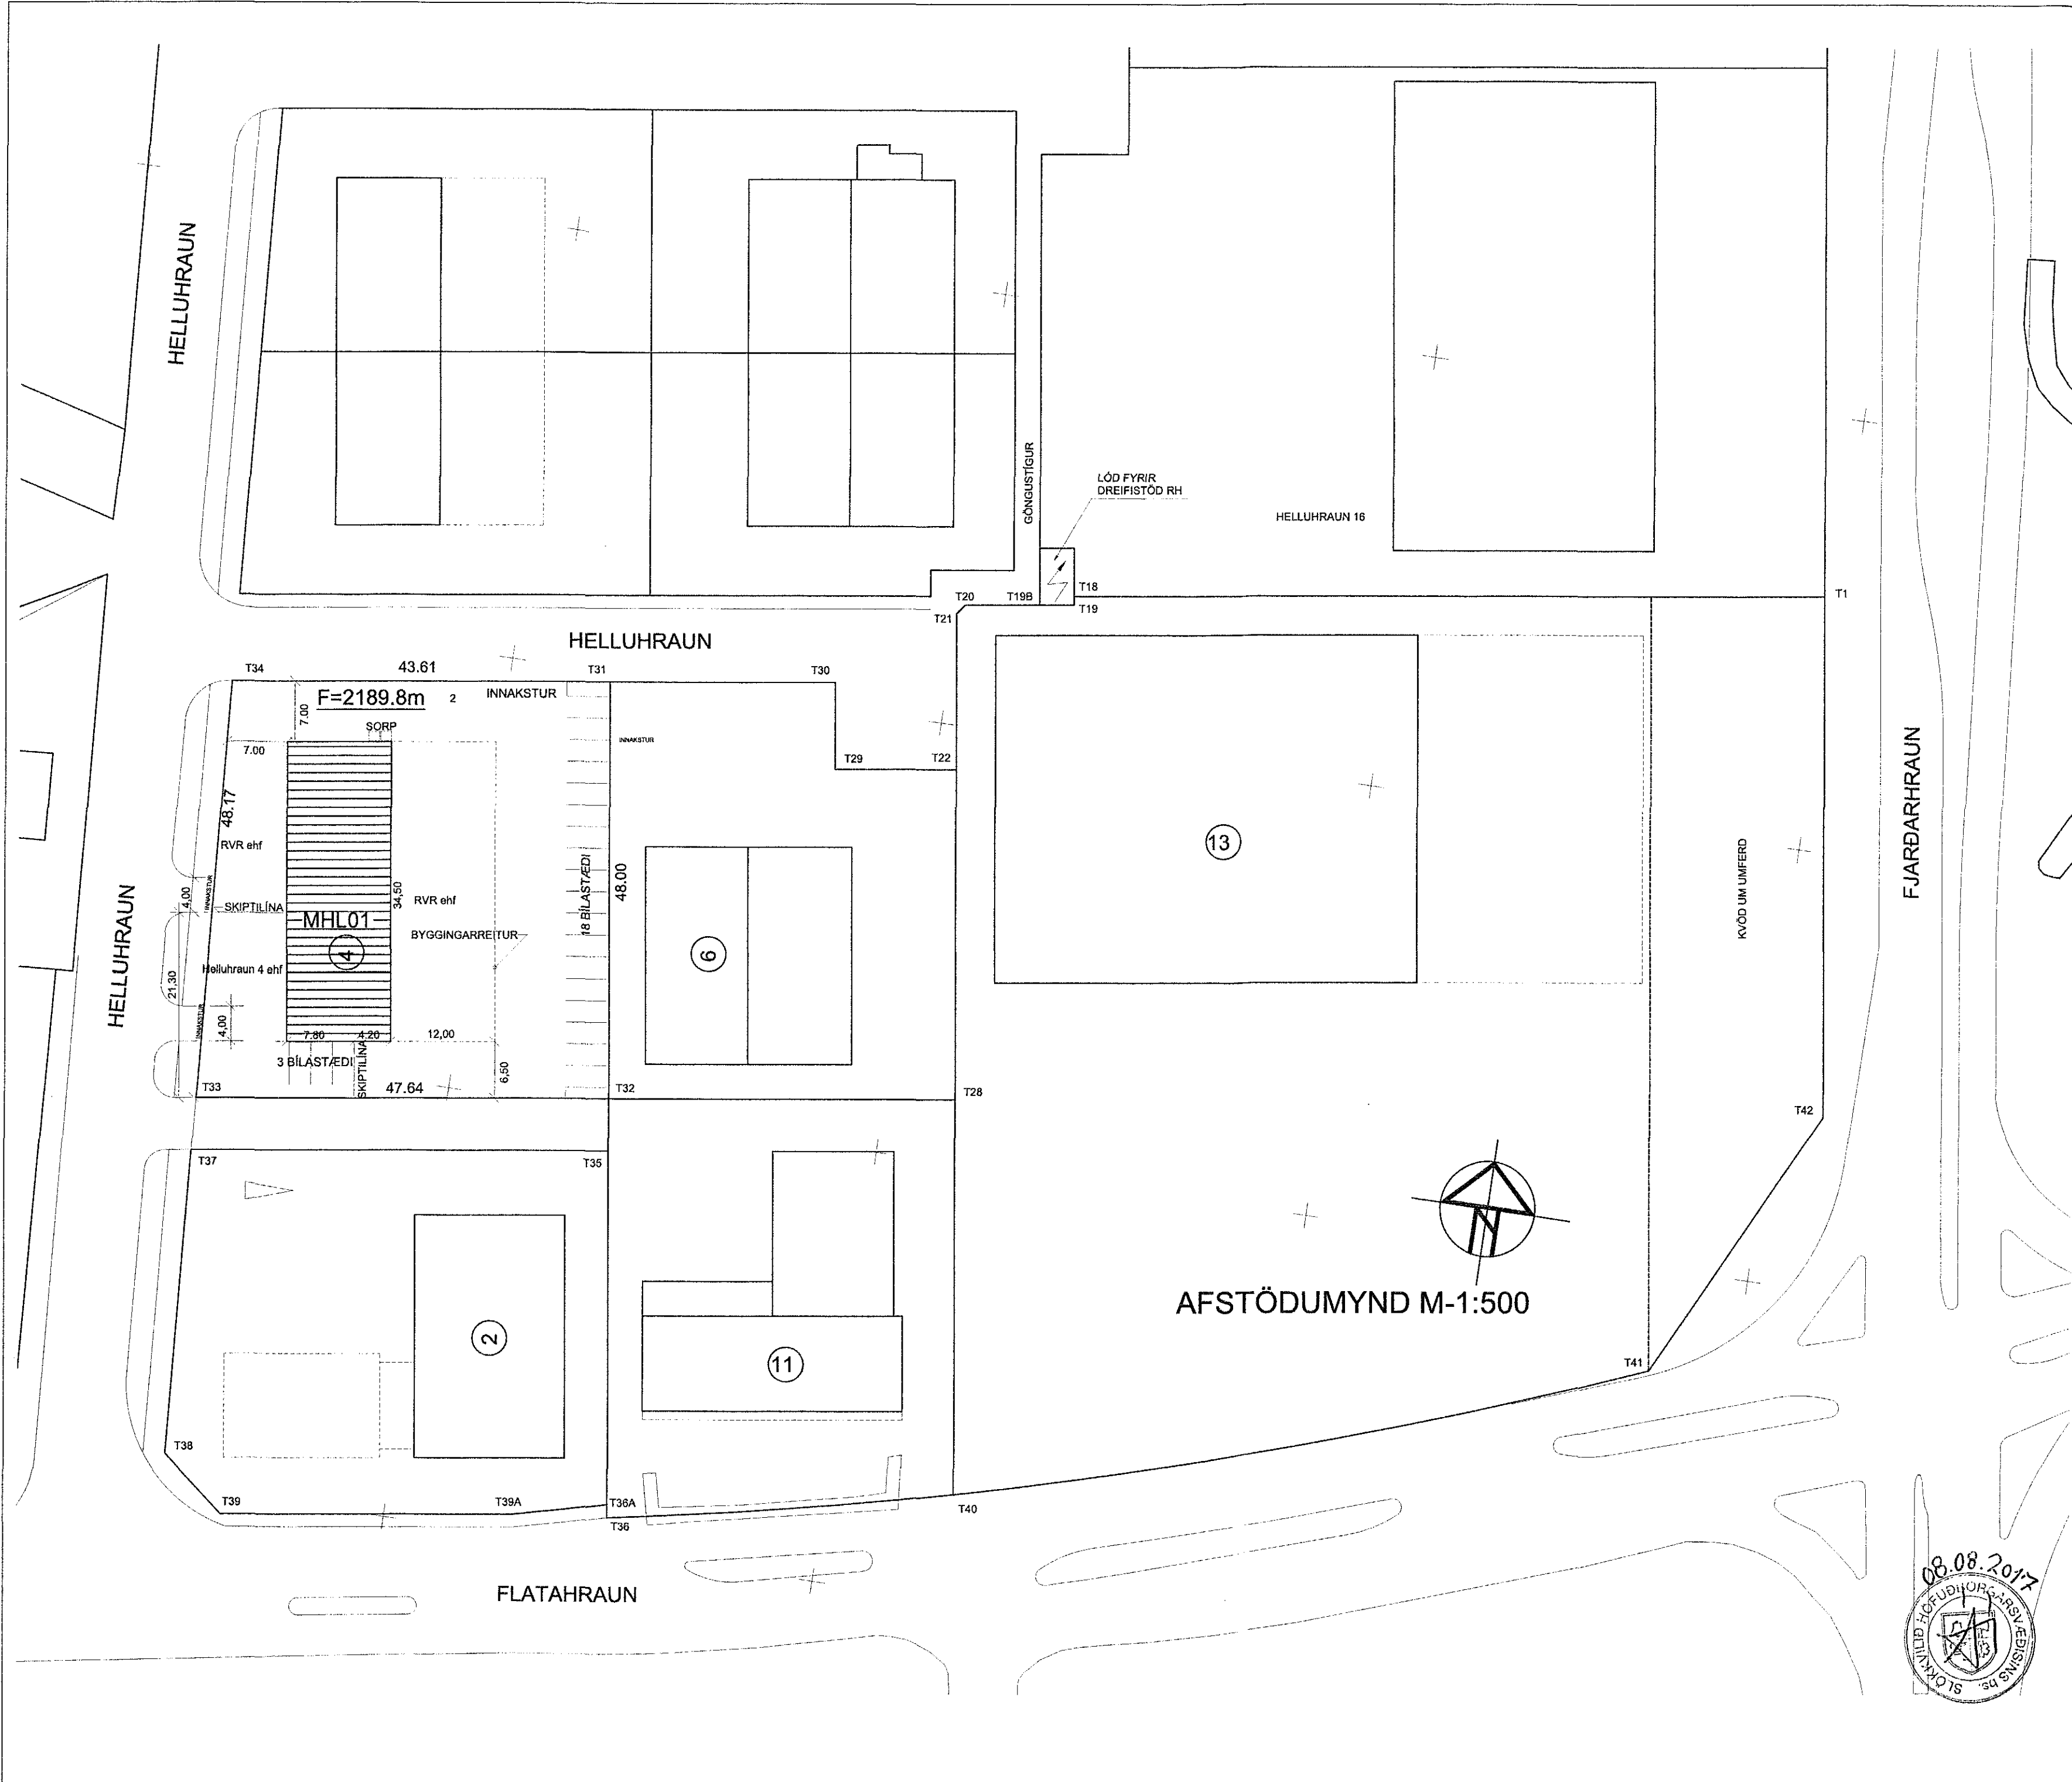 HELLUHRAUN
GÖNGUSTÍGUR
LÓÐ FYRIR
DREIFISTÖÐ RH
HELLUHRAUN 16
T18
T1
T20
T19B
T19
T21
HELLUHRAUN
T34
43.61
T31
T30
F=2189.8m 2
INNAKSTUR
7.00
SORP
INNAKSTUR
7.00
T29
T22
FJARÐARHRAUN
48.17
RVR ehf
13
KVÖÐ UM UMFERÐ
18 BÍLASTÆÐI
48.00
HELLUHRAUN
4,00
INNAKSTUR
SKIPTILÍNA
34,50
RVR ehf
MHL01
BYGGINGARREITUR
4
6
Helluhraun 4 ehf
21,30
INNAKSTUR
4,00
7.80
4.20
12,00
3 BÍLASTÆÐI
SKIPTILÍNA
6,50
T33
47.64
T32
T28
T42
T37
T35
N
AFSTÖÐUMYND M-1:500
2
11
T41
T38
T39
T39A
T36A
T36
T40
FLATAHRAUN
08.08.2017
SLÖKKVILIÐ HÖFUÐBORGARSVÆÐISINS bs.